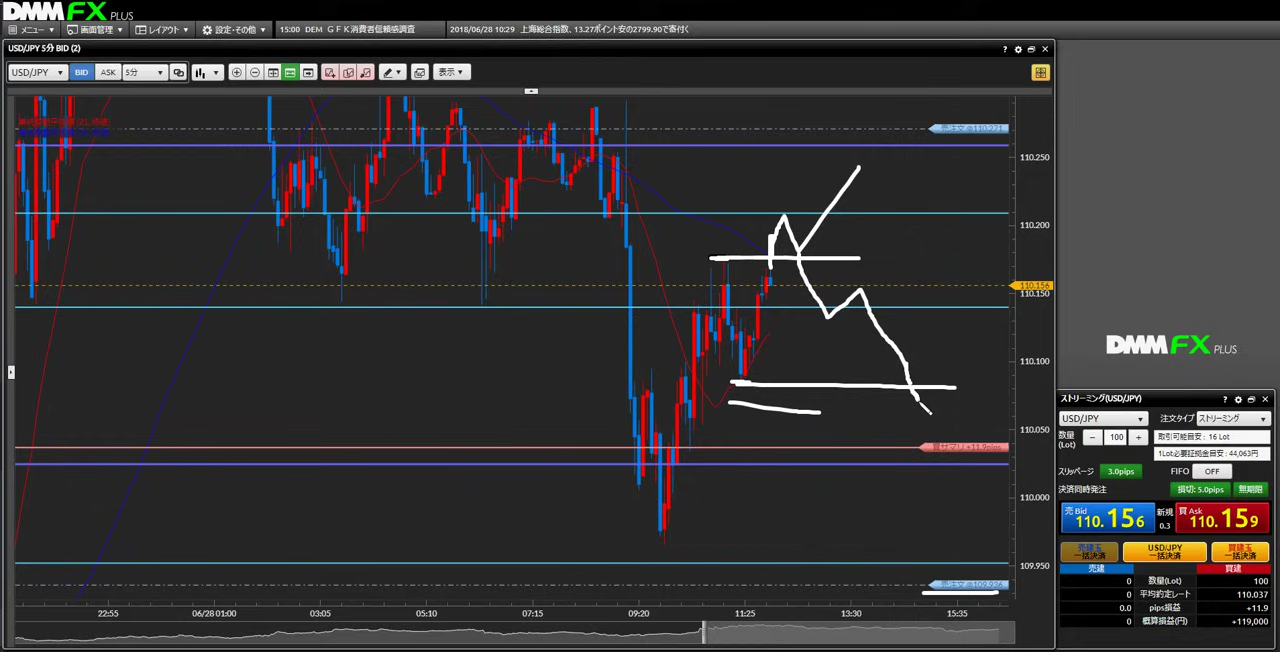 DMMFX PLUS
メニュー 画面管理 レイアウト 設定・その他 15:00 DEM GFK消費者信頼感調査 2018/06/28 10:29 上海総合指数、13.27ポイント安の2799.90で寄付く
USD/JPY 5分 BID (2)
USD/JPY BID ASK 5分 表示
売注文 @110.271
110.250
110.200
110.156
110.150
110.100
110.050
110.000
109.950
売注文 @109.936
22:55 06/28 01:00 03:05 05:10 07:15 09:20 11:25 13:30 15:35
DMMFX PLUS
ストリーミング(USD/JPY)
USD/JPY 注文タイプ ストリーミング
数量(Lot) － 100 ＋ 取引可能目安 : 16 Lot
1Lot必要証拠金目安 : 44,063円
スリッページ 3.0pips FIFO OFF
決済同時発注 損切: 5.0pips 無期限
売 Bid 110.156 新規 0.3 買 Ask 110.159
売建玉 一括決済 USD/JPY 一括決済 買建玉 一括決済
売建 買建
0 数量(Lot) 100
0 平均約定レート 110.037
0.0 pips損益 +11.9
0 概算損益(円) +119,000